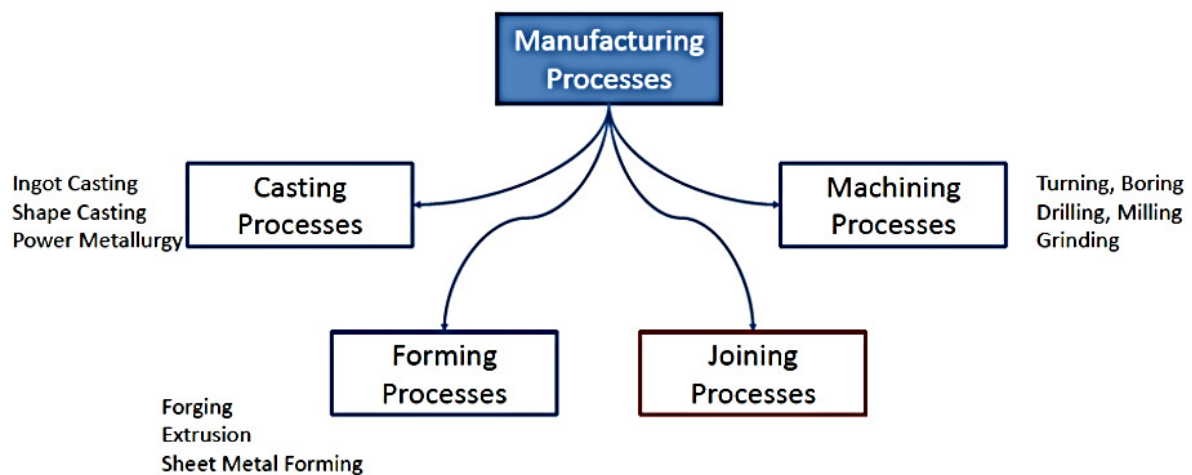 Manufacturing
Processes
Ingot Casting
Shape Casting
Power Metallurgy
Casting
Processes
Machining
Processes
Turning, Boring
Drilling, Milling
Grinding
Forming
Processes
Joining
Processes
Forging
Extrusion
Sheet Metal Forming